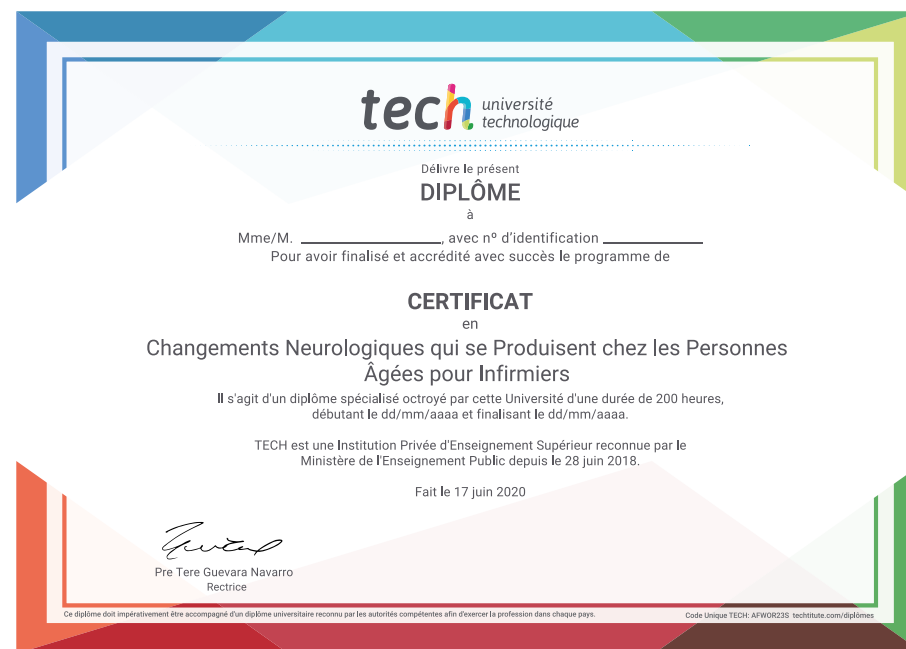 tech université
technologique
Délivre le présent
DIPLÔME
à
Mme/M. ____________________, avec nº d'identification ______________
Pour avoir finalisé et accrédité avec succès le programme de
CERTIFICAT
en
Changements Neurologiques qui se Produisent chez les Personnes
Âgées pour Infirmiers
Il s'agit d'un diplôme spécialisé octroyé par cette Université d'une durée de 200 heures,
débutant le dd/mm/aaaa et finalisant le dd/mm/aaaa.
TECH est une Institution Privée d'Enseignement Supérieur reconnue par le
Ministère de l'Enseignement Public depuis le 28 juin 2018.
Fait le 17 juin 2020
Pre Tere Guevara Navarro
Rectrice
Ce diplôme doit impérativement être accompagné d'un diplôme universitaire reconnu par les autorités compétentes afin d'exercer la profession dans chaque pays.
Code Unique TECH: AFWOR23S techtitute.com/diplômes